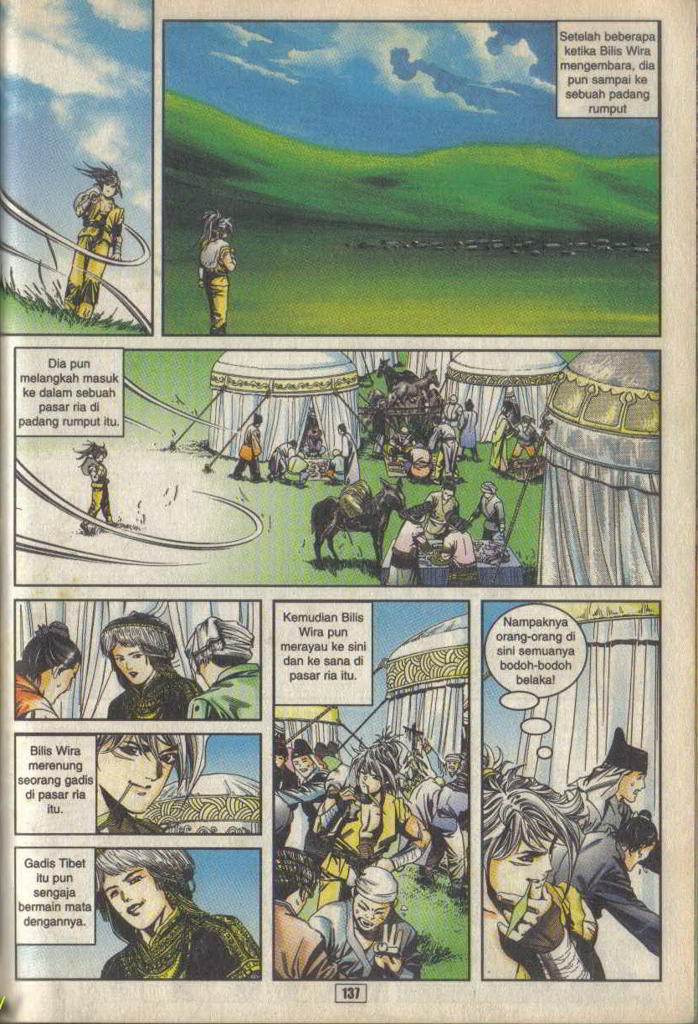 Setelah beberapa
ketika Bilis Wira
mengembara, dia
pun sampai ke
sebuah padang
rumput
Dia pun
melangkah masuk
ke dalam sebuah
pasar ria di
padang rumput itu.
Bilis Wira
merenung
seorang gadis
di pasar ria
itu.
Gadis Tibet
itu pun
sengaja
bermain mata
dengannya.
Kemudian Bilis
Wira pun
merayau ke sini
dan ke sana di
pasar ria itu.
Nampaknya
orang-orang di
sini semuanya
bodoh-bodoh
belaka!
137